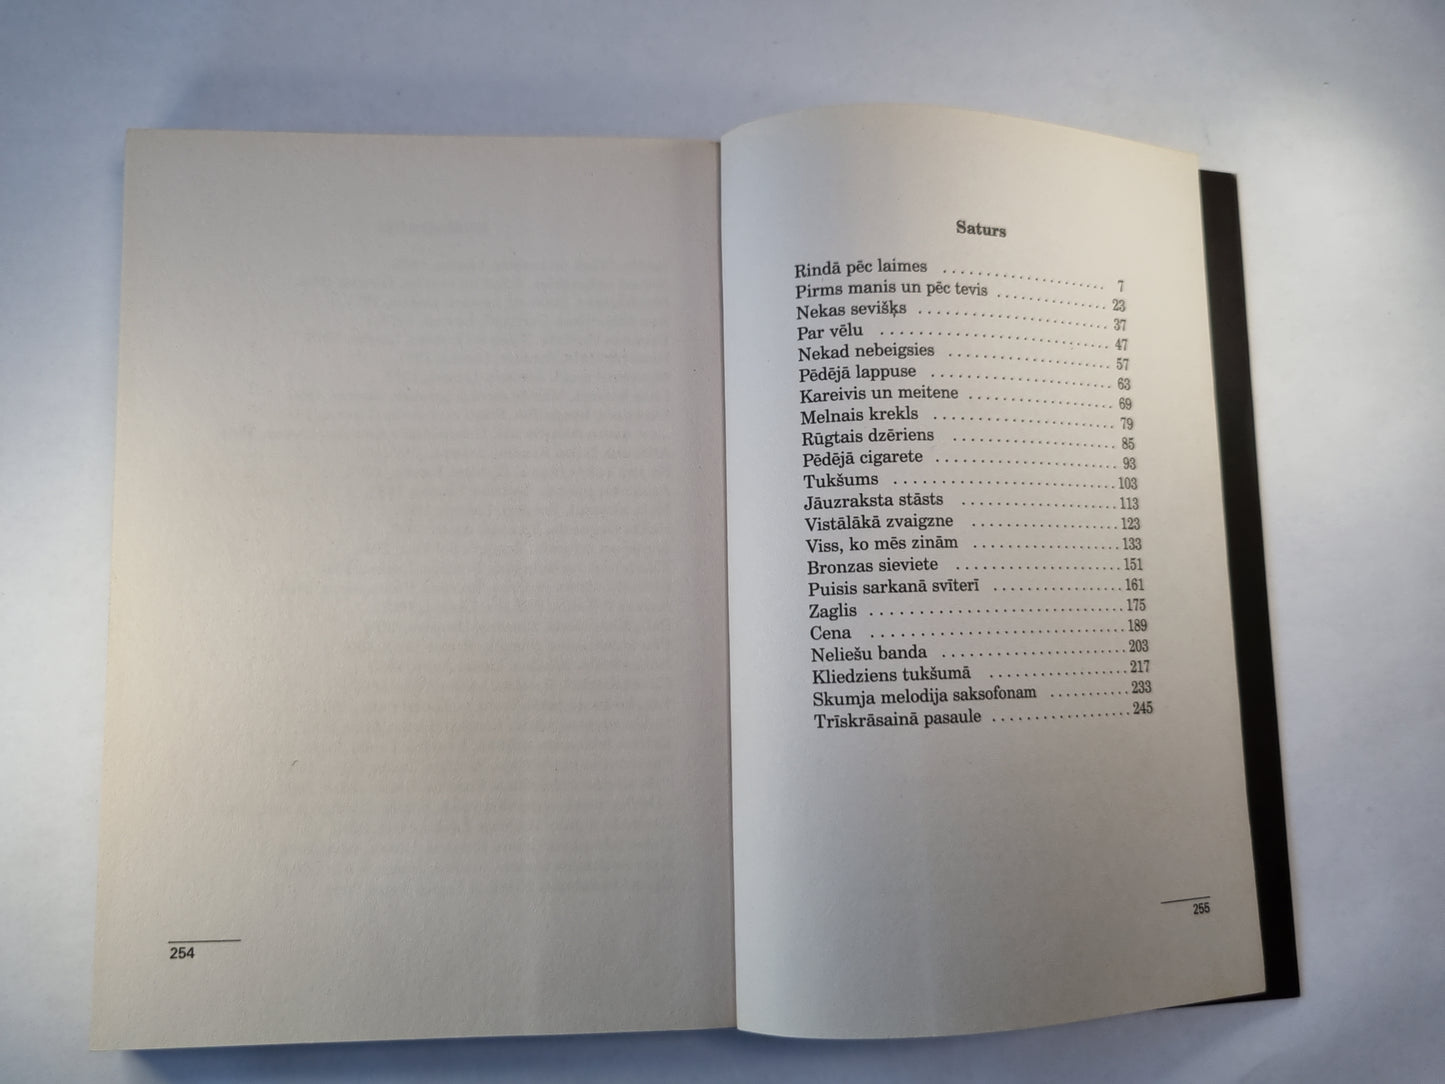 254
Saturs
Rindā pēc laimes . . . . . . . . . . . . . . . . . . . 7
Pirms manis un pēc tevis . . . . . . . . . . . . . 23
Nekas sevišķs . . . . . . . . . . . . . . . . . . . . . . 37
Par vēlu . . . . . . . . . . . . . . . . . . . . . . . . . . 47
Nekad nebeigsies . . . . . . . . . . . . . . . . . . . 57
Pēdējā lappuse . . . . . . . . . . . . . . . . . . . . . 63
Kareivis un meitene . . . . . . . . . . . . . . . . . 69
Melnais krekls . . . . . . . . . . . . . . . . . . . . . 79
Rūgtais dzēriens . . . . . . . . . . . . . . . . . . . 85
Pēdējā cigarete . . . . . . . . . . . . . . . . . . . . . 93
Tukšums . . . . . . . . . . . . . . . . . . . . . . . . . 103
Jāuzraksta stāsts . . . . . . . . . . . . . . . . . . 113
Vistālākā zvaigzne . . . . . . . . . . . . . . . . . 123
Viss, ko mēs zinām . . . . . . . . . . . . . . . . . 133
Bronzas sieviete . . . . . . . . . . . . . . . . . . . 151
Puisis sarkanā svīterī . . . . . . . . . . . . . . . 161
Zaglis . . . . . . . . . . . . . . . . . . . . . . . . . . . . 175
Cena . . . . . . . . . . . . . . . . . . . . . . . . . . . . 189
Neliešu banda . . . . . . . . . . . . . . . . . . . . . 203
Kliedziens tukšumā . . . . . . . . . . . . . . . . 217
Skumja melodija saksofonam . . . . . . . . . . 233
Trīskrāsainā pasaule . . . . . . . . . . . . . . . . 245
255